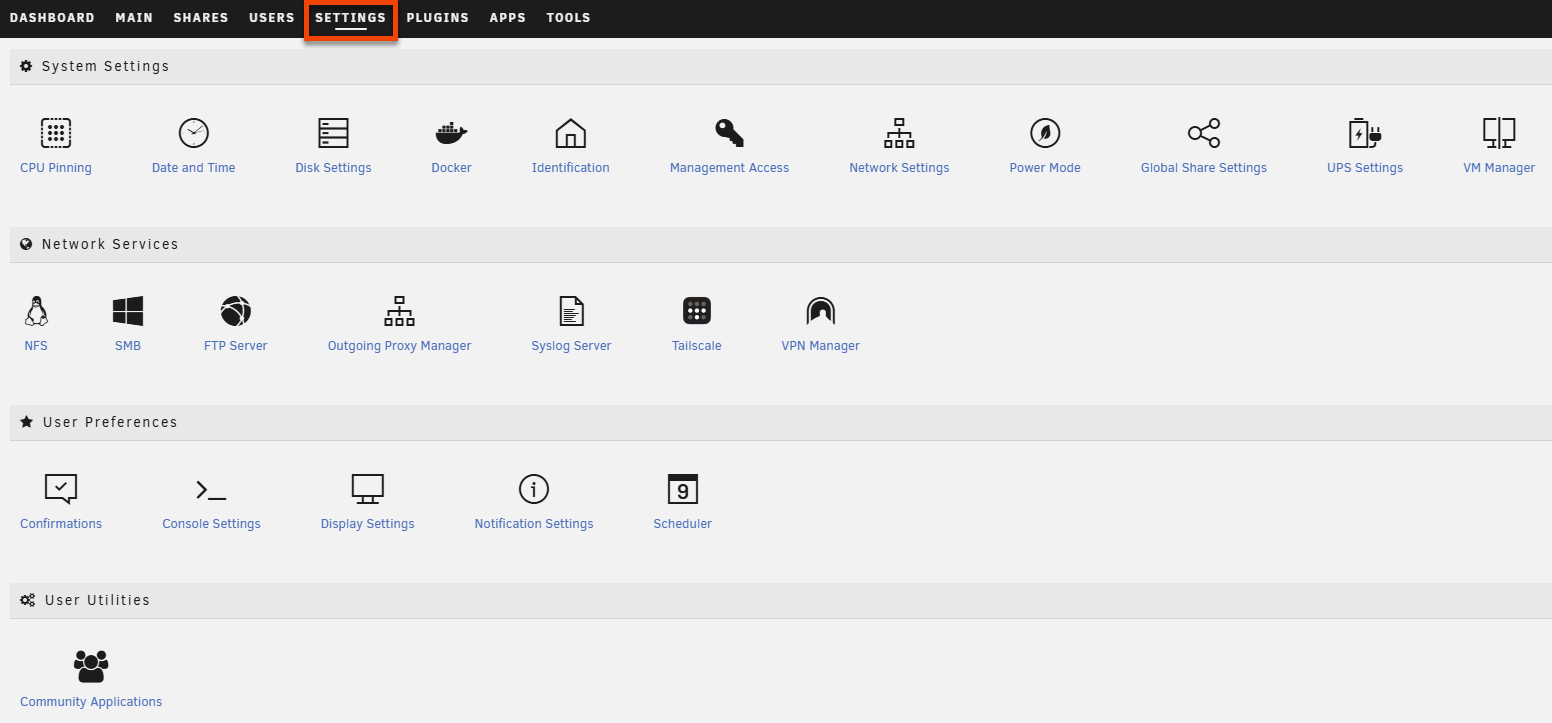 DASHBOARD MAIN SHARES USERS SETTINGS PLUGINS APPS TOOLS
System Settings
CPU Pinning Date and Time Disk Settings Docker Identification Management Access Network Settings Power Mode Global Share Settings UPS Settings VM Manager
Network Services
NFS SMB FTP Server Outgoing Proxy Manager Syslog Server Tailscale VPN Manager
User Preferences
9
Confirmations Console Settings Display Settings Notification Settings Scheduler
User Utilities
Community Applications